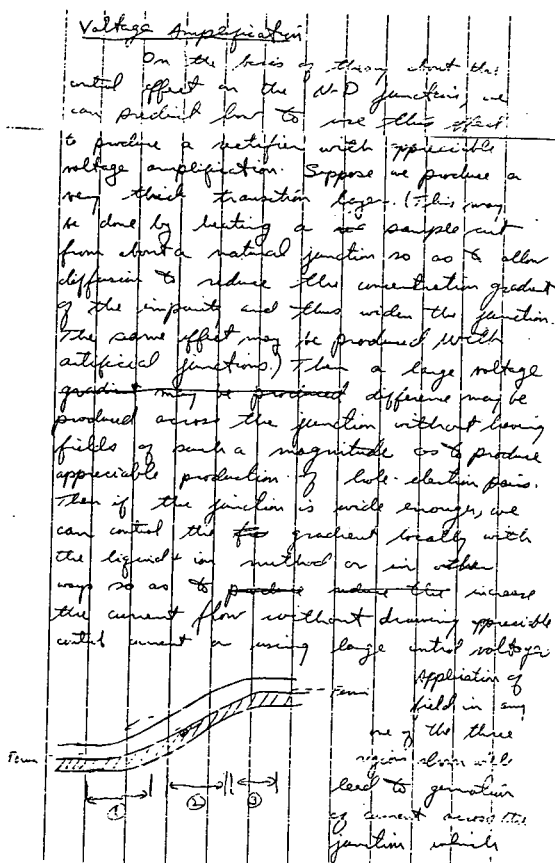 Voltage Amplification
On the basis of theory about the
control effect on the N-P junction, we
can predict how to use this effect
to produce a rectifier with appreciable
voltage amplification. Suppose we produce a
very thick transition layer. (This may
be done by heating a sample cut
from about a natural junction so as to allow
diffusion to reduce the concentration gradient
of the impurity and thus widen the junction.
The same effect may be produced with
artificial junctions.) Then a large voltage
gradient may be produced difference may be
produced across the junction without having
fields of such a magnitude as to produce
appreciable production of hole-electron pairs.
Then if the junction is wide enough, we
can control the gradient locally with
the liquid + ion method or in other
ways so as to produce reduce the increase
the current flow without drawing appreciable
control current or using large control voltages
Application of
Fermi
field in any
one of the three
Fermi
regions shown will
lead to
of current across the
① ② ③
junction which